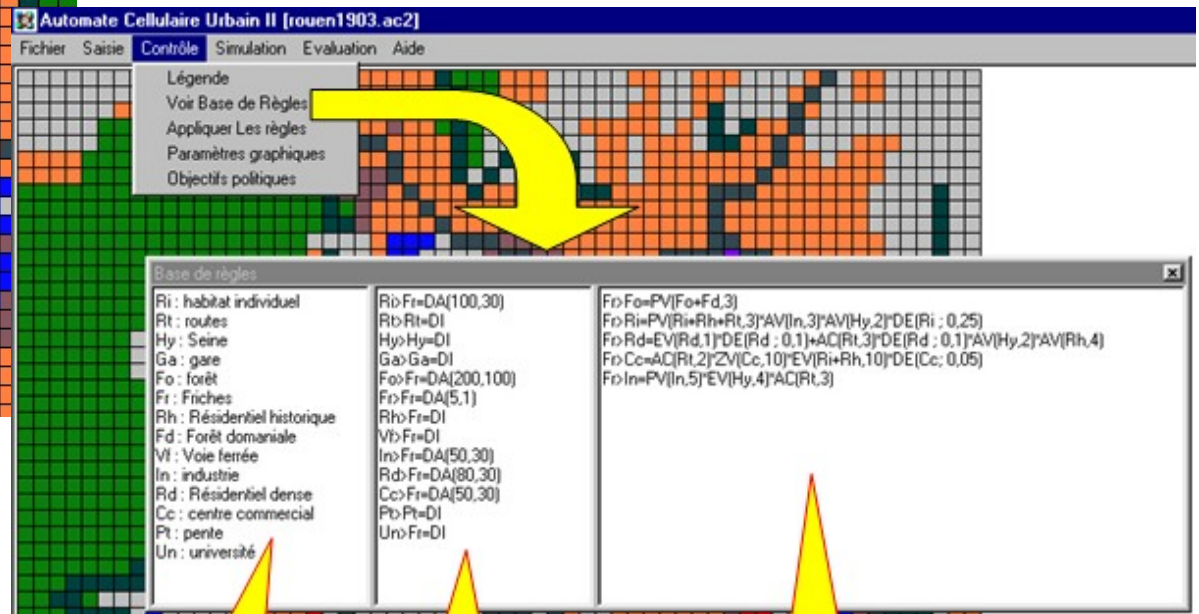 Automate Cellulaire Urbain II [rouen1903.ac2]
Fichier Saisie Contrôle Simulation Evaluation Aide
Légende
Voir Base de Règles
Appliquer Les règles
Paramètres graphiques
Objectifs politiques
Base de règles
Ri : habitat individuel
Rt : routes
Hy : Seine
Ga : gare
Fo : forêt
Fr : Friches
Rh : Résidentiel historique
Fd : Forêt domaniale
Vf : Voie ferrée
In : industrie
Rd : Résidentiel dense
Cc : centre commercial
Pt : pente
Un : université
Ri>Fr=DA(100,30)
Rt>Rt=DI
Hy>Hy=DI
Ga>Ga=DI
Fo>Fr=DA(200,100)
Fr>Fr=DA(5,1)
Rh>Fr=DI
Vf>Fr=DI
In>Fr=DA(50,30)
Rd>Fr=DA(80,30)
Cc>Fr=DA(50,30)
Pt>Pt=DI
Un>Fr=DI
Fr>Fo=PV(Fo+Fd,3)
Fr>Ri=PV(Ri+Rh+Rt,3)*AV(In,3)*AV(Hy,2)*DE(Ri ; 0,25)
Fr>Rd=EV(Rd,1)*DE(Rd ; 0,1)+AC(Rt,3)*DE(Rd ; 0,1)*AV(Hy,2)*AV(Rh,4)
Fr>Cc=AC(Rt,2)*ZV(Cc,10)*EV(Ri+Rh,10)*DE(Cc; 0,05)
Fr>In=PV(In,5)*EV(Hy,4)*AC(Rt,3)